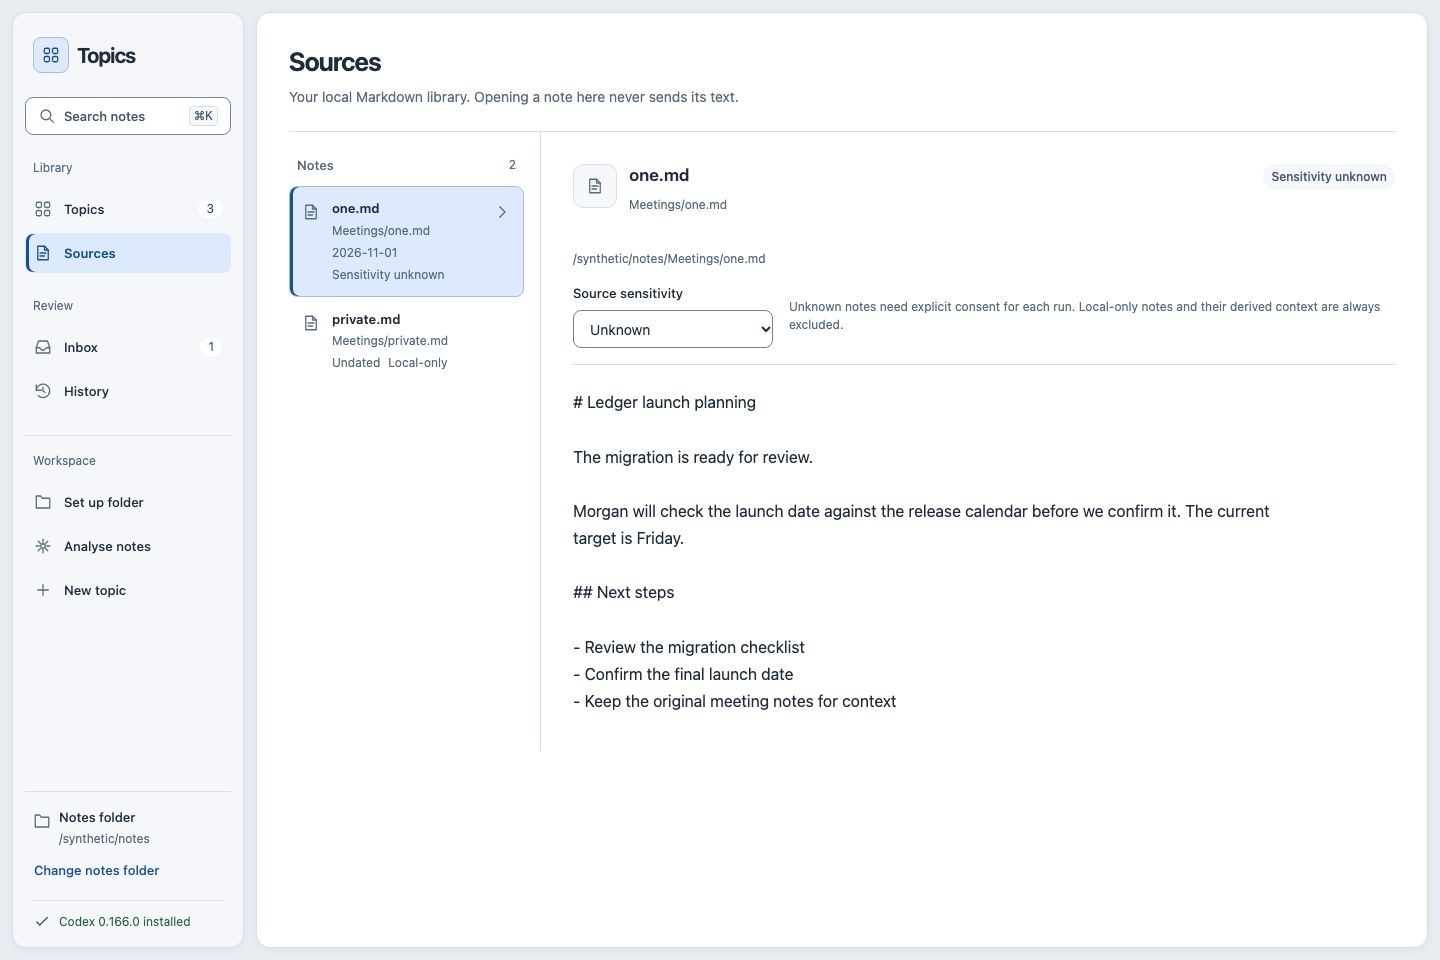 Topics
Search notes ⌘K
Library
Topics 3
Sources
Review
Inbox 1
History
Workspace
Set up folder
Analyse notes
New topic
Notes folder
/synthetic/notes
Change notes folder
Codex 0.166.0 installed
Sources
Your local Markdown library. Opening a note here never sends its text.
Notes 2
one.md
Meetings/one.md
2026-11-01
Sensitivity unknown
private.md
Meetings/private.md
Undated Local-only
one.md
Meetings/one.md
Sensitivity unknown
/synthetic/notes/Meetings/one.md
Source sensitivity
Unknown
Unknown notes need explicit consent for each run. Local-only notes and their derived context are always
excluded.
# Ledger launch planning
The migration is ready for review.
Morgan will check the launch date against the release calendar before we confirm it. The current
target is Friday.
## Next steps
- Review the migration checklist
- Confirm the final launch date
- Keep the original meeting notes for context